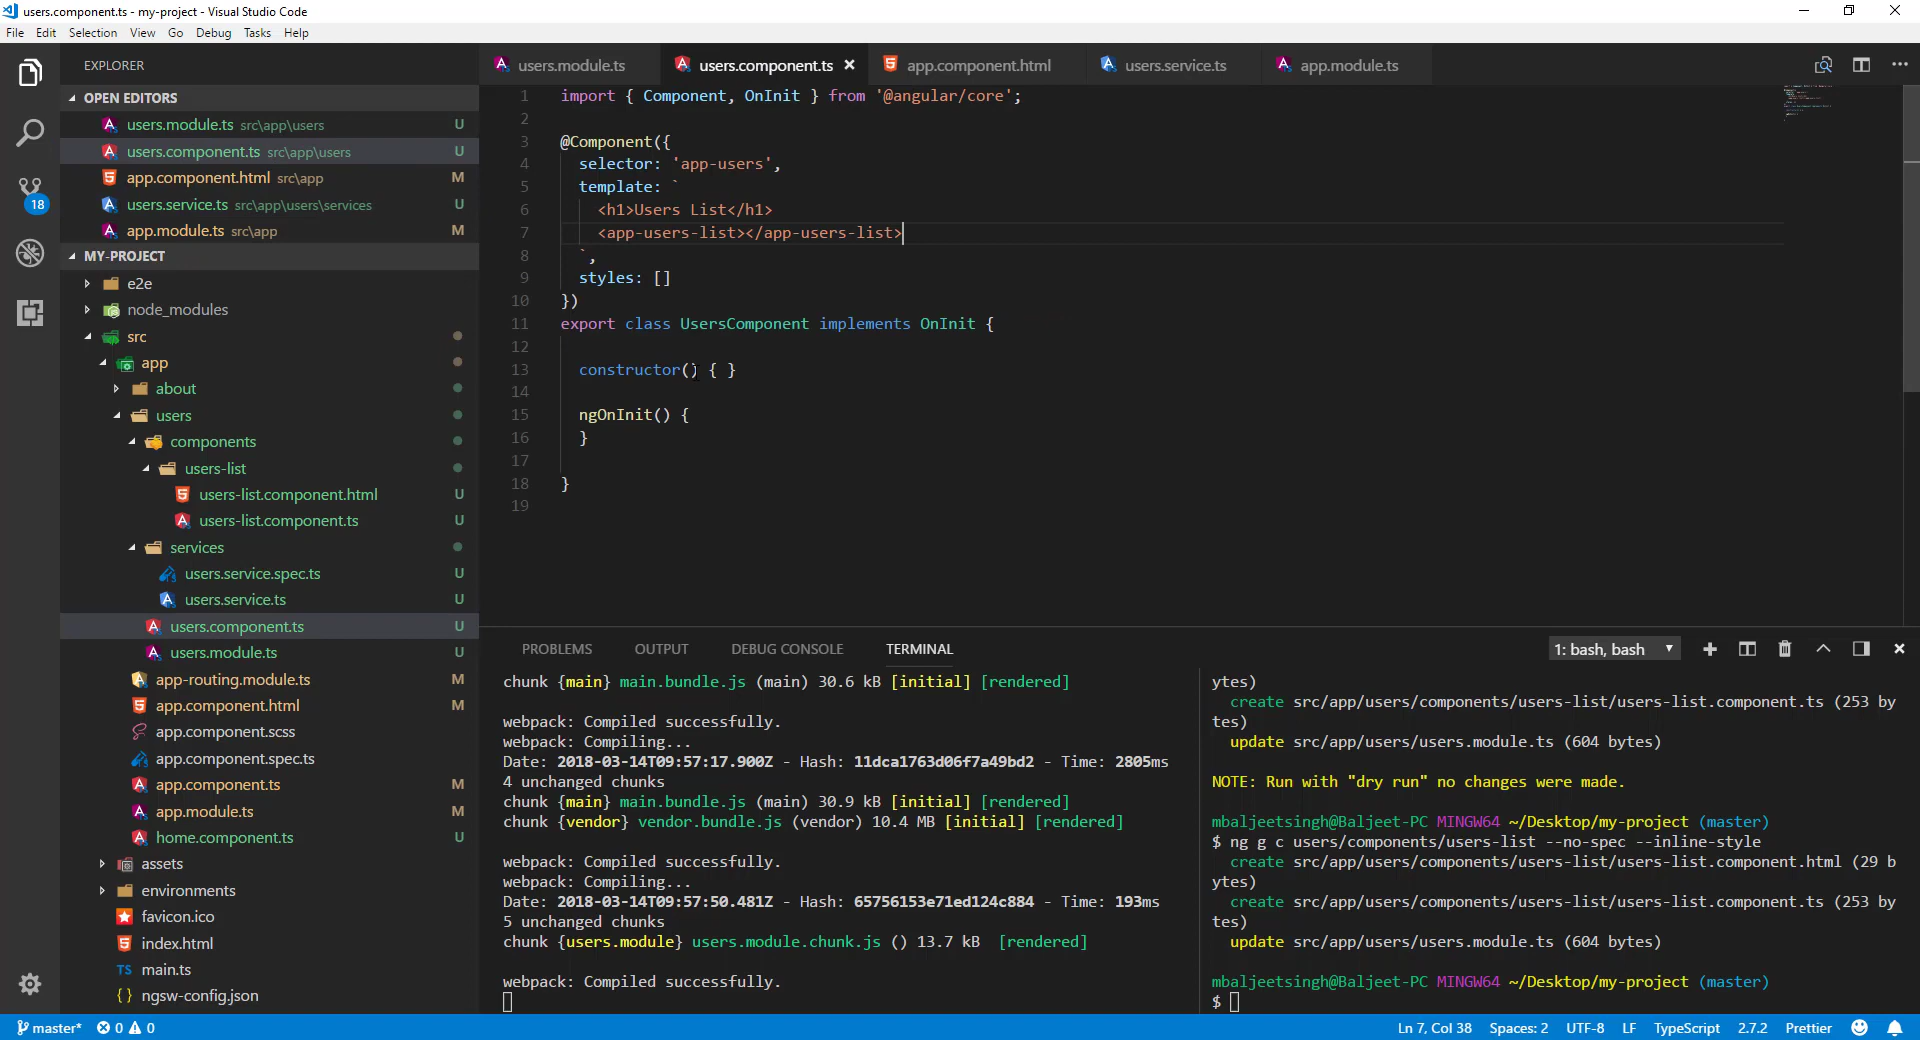 users.component.ts - my-project - Visual Studio Code
File Edit Selection View Go Debug Tasks Help
EXPLORER
OPEN EDITORS
users.module.ts src\app\users U
users.component.ts src\app\users U
app.component.html src\app M
users.service.ts src\app\users\services U
app.module.ts src\app M
18
MY-PROJECT
e2e
node_modules
src
app
about
users
components
users-list
users-list.component.html U
users-list.component.ts U
services
users.service.spec.ts U
users.service.ts U
users.component.ts U
users.module.ts U
app-routing.module.ts M
app.component.html M
app.component.scss
app.component.spec.ts
app.component.ts M
app.module.ts M
home.component.ts U
assets
environments
favicon.ico
index.html
TS main.ts
{} ngsw-config.json
users.module.ts users.component.ts app.component.html users.service.ts app.module.ts
1 import { Component, OnInit } from '@angular/core';
2
3 @Component({
4 selector: 'app-users',
5 template: `
6 <h1>Users List</h1>
7 <app-users-list></app-users-list>
8 `,
9 styles: []
10 })
11 export class UsersComponent implements OnInit {
12
13 constructor() { }
14
15 ngOnInit() {
16 }
17
18 }
19
PROBLEMS OUTPUT DEBUG CONSOLE TERMINAL 1: bash, bash
chunk {main} main.bundle.js (main) 30.6 kB [initial] [rendered]
webpack: Compiled successfully.
webpack: Compiling...
Date: 2018-03-14T09:57:17.900Z - Hash: 11dca1763d06f7a49bd2 - Time: 2805ms
4 unchanged chunks
chunk {main} main.bundle.js (main) 30.9 kB [initial] [rendered]
chunk {vendor} vendor.bundle.js (vendor) 10.4 MB [initial] [rendered]
webpack: Compiled successfully.
webpack: Compiling...
Date: 2018-03-14T09:57:50.481Z - Hash: 65756153e71ed124c884 - Time: 193ms
5 unchanged chunks
chunk {users.module} users.module.chunk.js () 13.7 kB [rendered]
webpack: Compiled successfully.
ytes)
create src/app/users/components/users-list/users-list.component.ts (253 by
tes)
update src/app/users/users.module.ts (604 bytes)
NOTE: Run with "dry run" no changes were made.
mbaljeetsingh@Baljeet-PC MINGW64 ~/Desktop/my-project (master)
$ ng g c users/components/users-list --no-spec --inline-style
create src/app/users/components/users-list/users-list.component.html (29 b
ytes)
create src/app/users/components/users-list/users-list.component.ts (253 by
tes)
update src/app/users/users.module.ts (604 bytes)
mbaljeetsingh@Baljeet-PC MINGW64 ~/Desktop/my-project (master)
$
master* 0 0 Ln 7, Col 38 Spaces: 2 UTF-8 LF TypeScript 2.7.2 Prettier